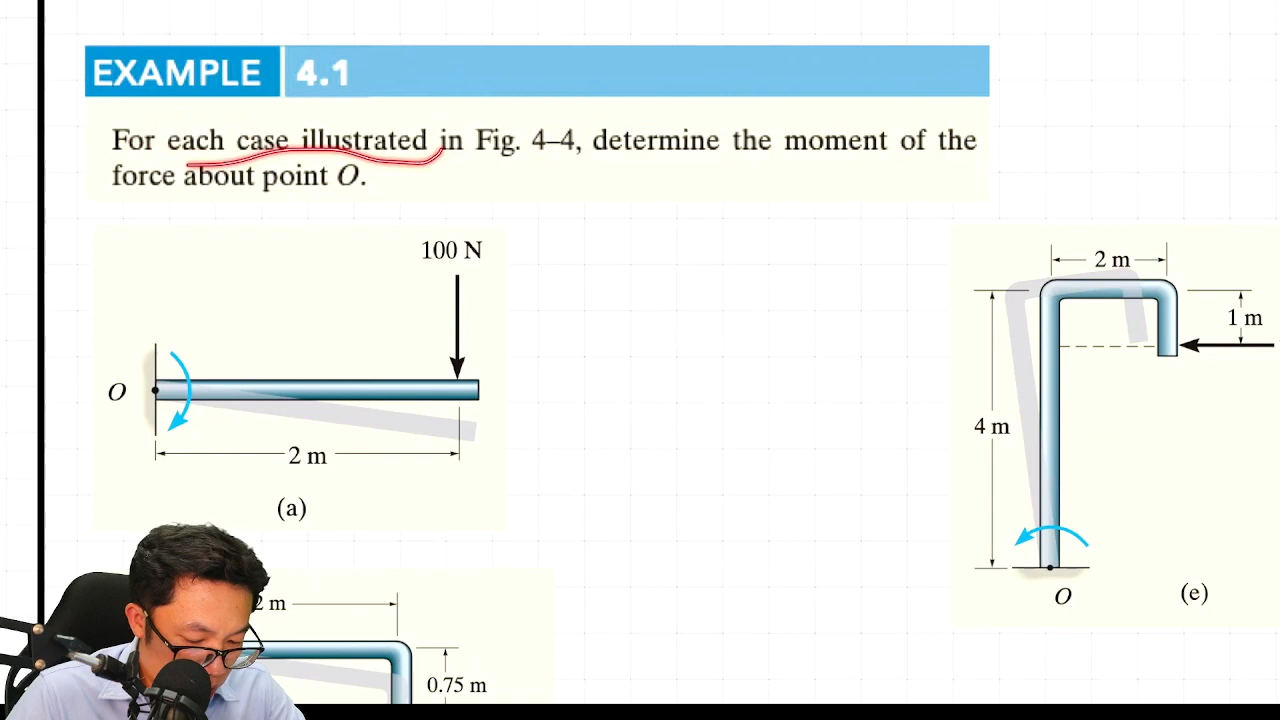 EXAMPLE 4.1
For each case illustrated in Fig. 4–4, determine the moment of the
force about point O.
100 N
O
2 m
(a)
2 m
0.75 m
2 m
1 m
4 m
O
(e)